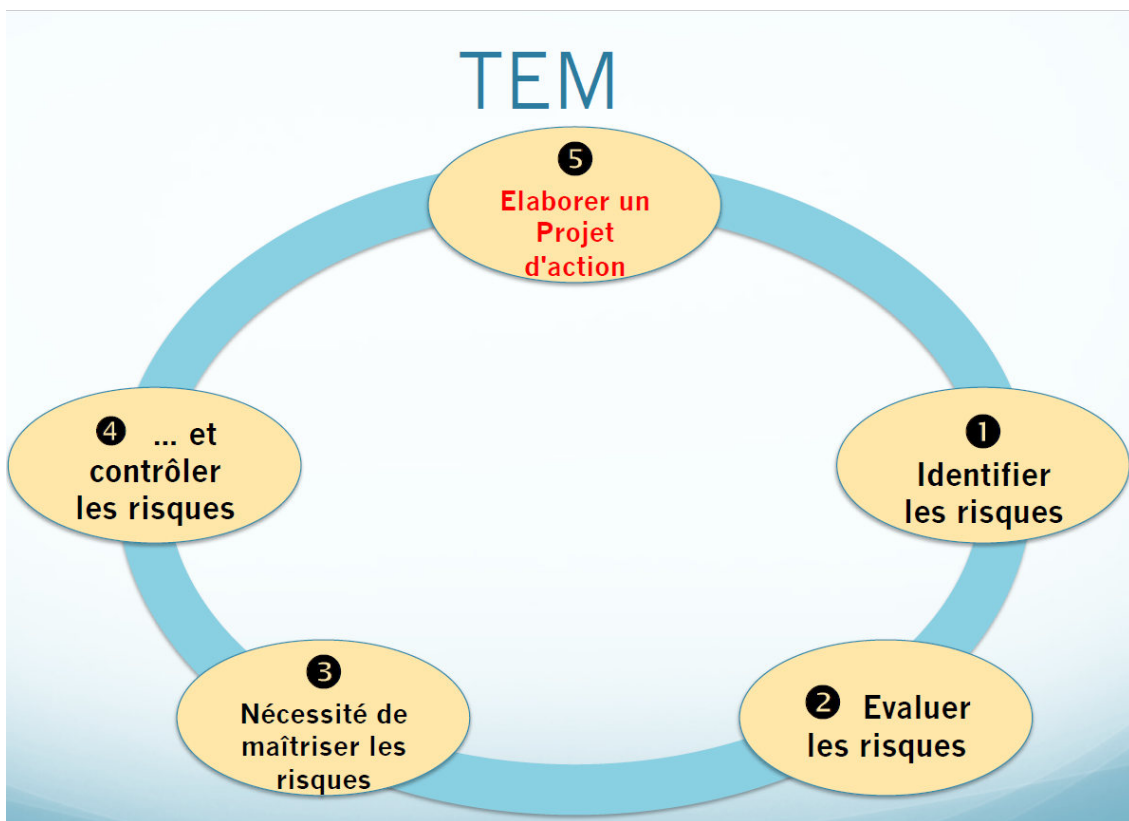 TEM
❺
Elaborer un
Projet
d'action
❹ ... et
contrôler
les risques
❶
Identifier
les risques
❸
Nécessité de
maîtriser les
risques
❷ Evaluer
les risques